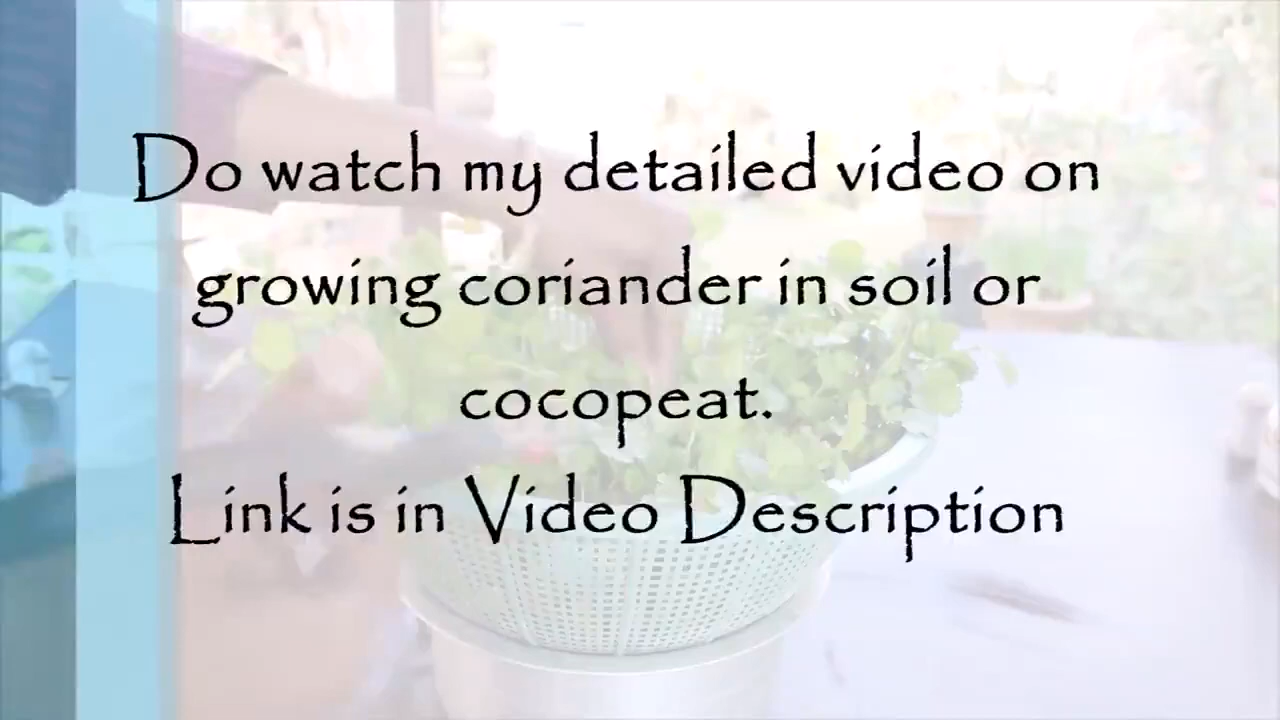 Do watch my detailed video on
growing coriander in soil or
cocopeat.
Link is in Video Description